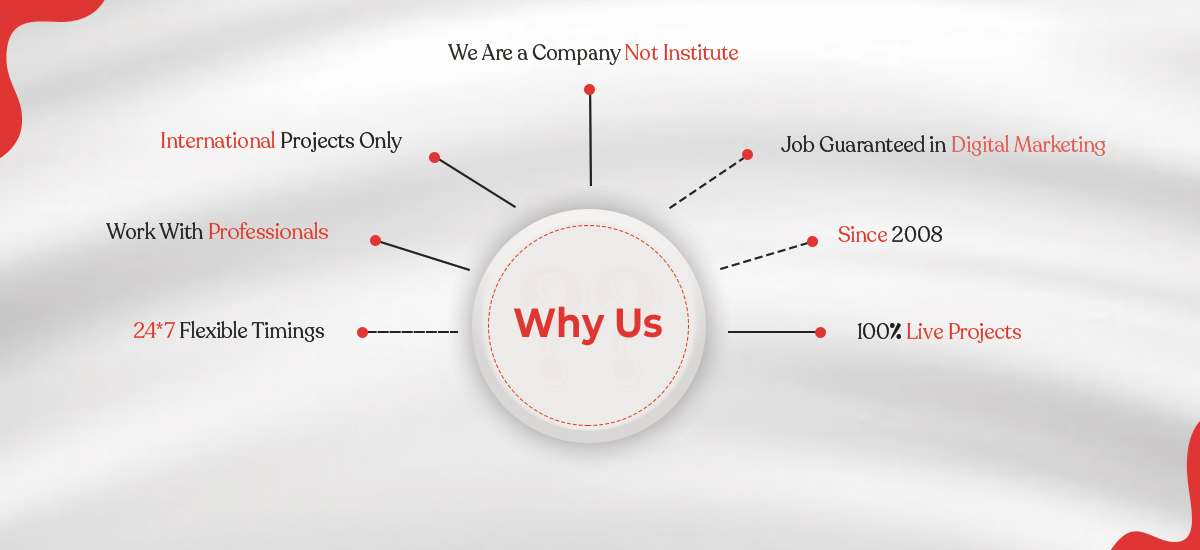 We Are a Company Not Institute
International Projects Only
Job Guaranteed in Digital Marketing
Work With Professionals
Since 2008
24*7 Flexible Timings
Why Us
100% Live Projects